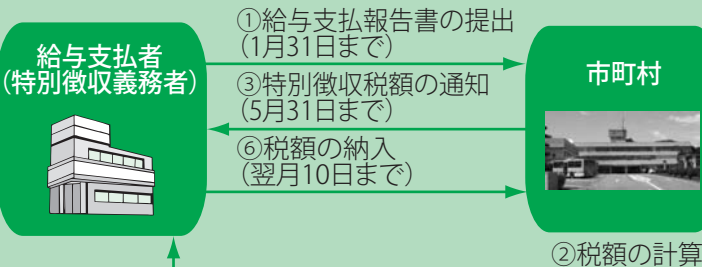 ①給与支払報告書の提出
(1月31日まで)
給与支払者
(特別徴収義務者)
市町村
③特別徴収税額の通知
(5月31日まで)
⑥税額の納入
(翌月10日まで)
②税額の計算